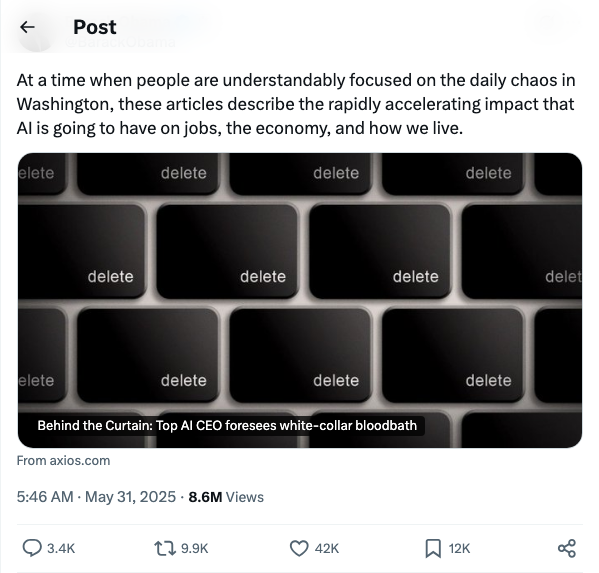 Post
At a time when people are understandably focused on the daily chaos in
Washington, these articles describe the rapidly accelerating impact that
AI is going to have on jobs, the economy, and how we live.
elete delete delete delete
delete delete delete delet
elete delete delete delete
Behind the Curtain: Top AI CEO foresees white-collar bloodbath
From axios.com
5:46 AM · May 31, 2025 · 8.6M Views
3.4K 9.9K 42K 12K